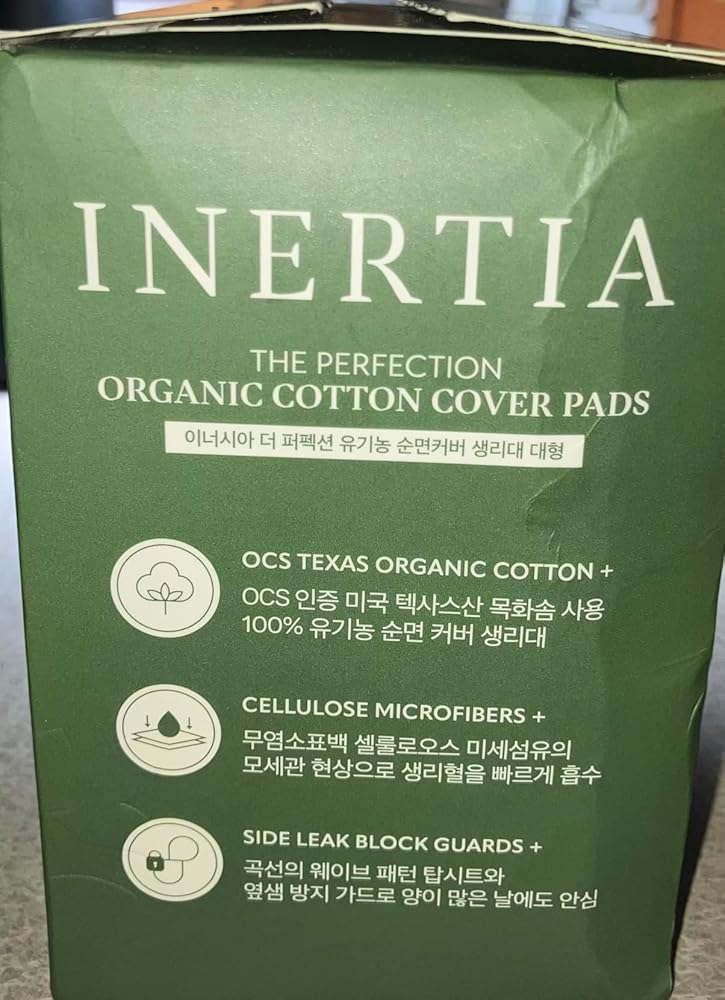 INERTIA
THE PERFECTION
ORGANIC COTTON COVER PADS
이너시아 더 퍼펙션 유기농 순면커버 생리대 대형
OCS TEXAS ORGANIC COTTON +
OCS 인증 미국 텍사스산 목화솜 사용
100% 유기농 순면 커버 생리대
CELLULOSE MICROFIBERS +
무염소표백 셀룰로오스 미세섬유의
모세관 현상으로 생리혈을 빠르게 흡수
SIDE LEAK BLOCK GUARDS +
곡선의 웨이브 패턴 탑시트와
옆샘 방지 가드로 양이 많은 날에도 안심